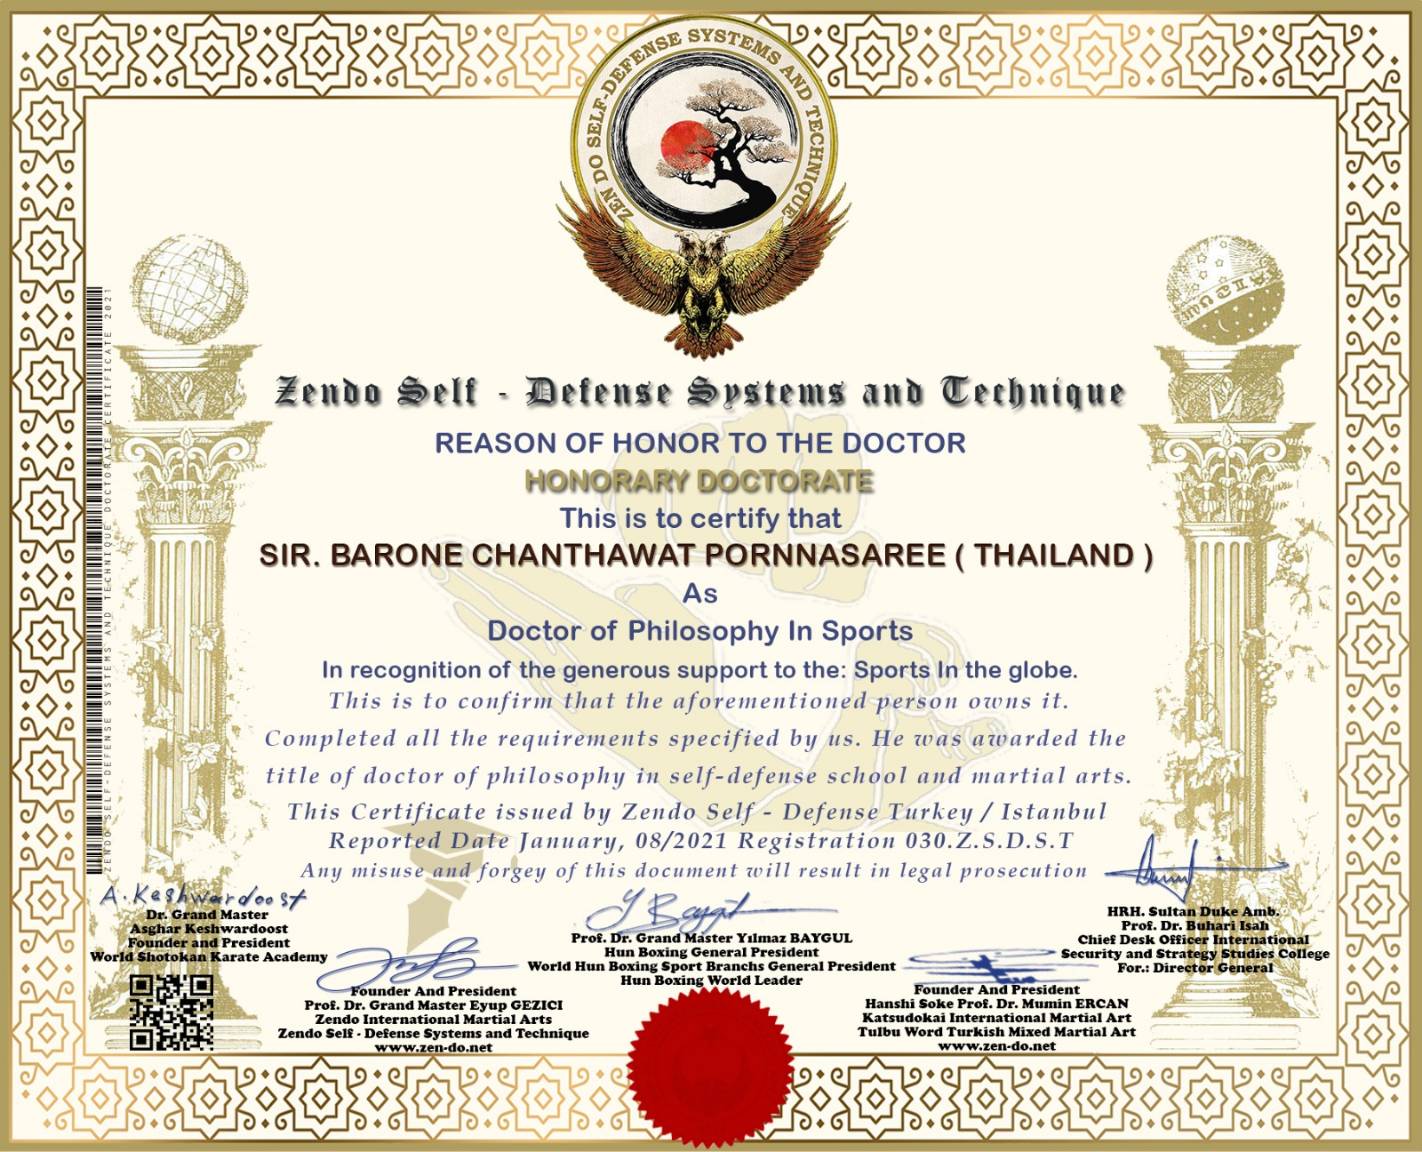 ZEN DO SELF-DEFENSE SYSTEMS AND TECHNIQUE
ZENDO SELF-DEFENSE SYSTEMS AND TECHNIQUE DOCTORATE CERTIFICATE 2021
Zendo Self - Defense Systems and Technique
REASON OF HONOR TO THE DOCTOR
HONORARY DOCTORATE
This is to certify that
SIR. BARONE CHANTHAWAT PORNNASAREE ( THAILAND )
As
Doctor of Philosophy In Sports
In recognition of the generous support to the: Sports In the globe.
This is to confirm that the aforementioned person owns it.
Completed all the requirements specified by us. He was awarded the
title of doctor of philosophy in self-defense school and martial arts.
This Certificate issued by Zendo Self - Defense Turkey / Istanbul
Reported Date January, 08/2021 Registration 030.Z.S.D.S.T
Any misuse and forgey of this document will result in legal prosecution
A. Keshwardoost
Dr. Grand Master
Asghar Keshwardoost
Founder and President
World Shotokan Karate Academy
Founder And President
Prof. Dr. Grand Master Eyup GEZICI
Zendo International Martial Arts
Zendo Self - Defense Systems and Technique
www.zen-do.net
Prof. Dr. Grand Master Yılmaz BAYGUL
Hun Boxing General President
World Hun Boxing Sport Branchs General President
Hun Boxing World Leader
Founder And President
Hanshi Soke Prof. Dr. Mumin ERCAN
Katsudokai International Martial Art
Tulbu Word Turkish Mixed Martial Art
www.zen-do.net
HRH. Sultan Duke Amb.
Prof. Dr. Buhari Isah
Chief Desk Officer International
Security and Strategy Studies College
For.: Director General